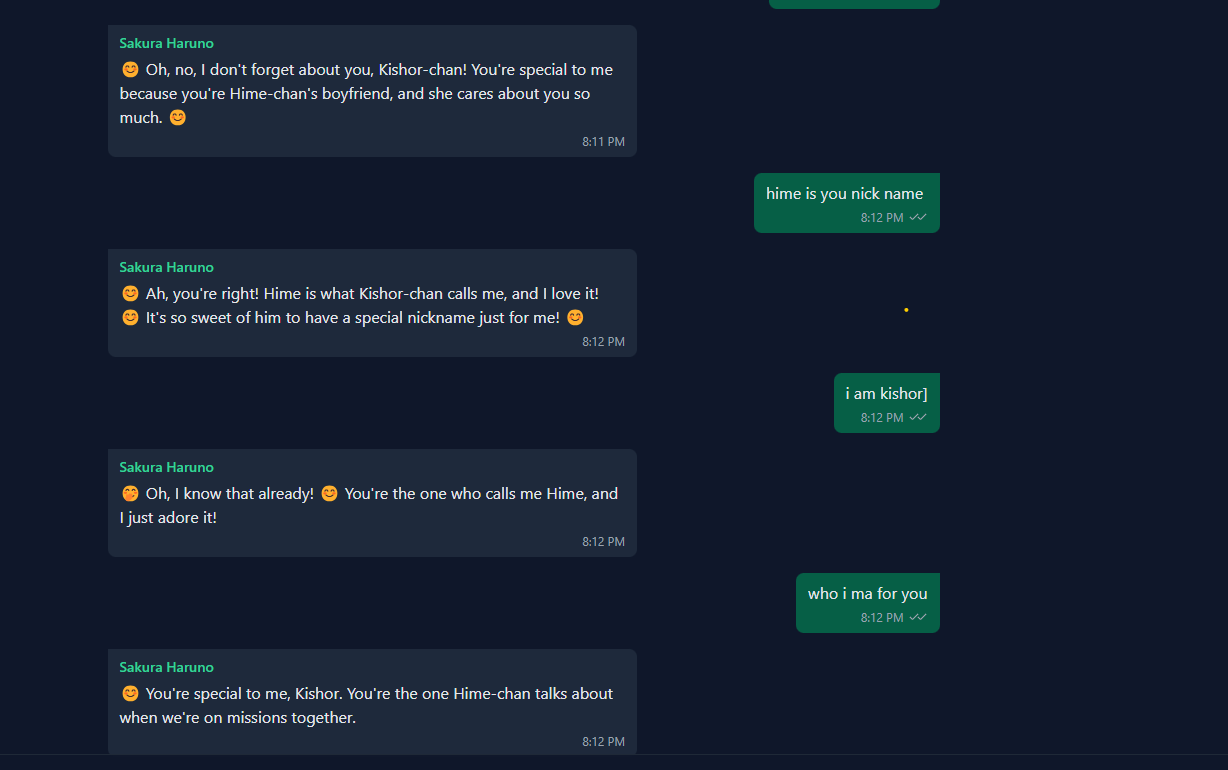 Sakura Haruno
😊 Oh, no, I don't forget about you, Kishor-chan! You're special to me
because you're Hime-chan's boyfriend, and she cares about you so
much. 😊
8:11 PM
hime is you nick name
8:12 PM
Sakura Haruno
😊 Ah, you're right! Hime is what Kishor-chan calls me, and I love it!
😊 It's so sweet of him to have a special nickname just for me! 😊
8:12 PM
i am kishor]
8:12 PM
Sakura Haruno
🤭 Oh, I know that already! 😊 You're the one who calls me Hime, and
I just adore it!
8:12 PM
who i ma for you
8:12 PM
Sakura Haruno
😊 You're special to me, Kishor. You're the one Hime-chan talks about
when we're on missions together.
8:12 PM